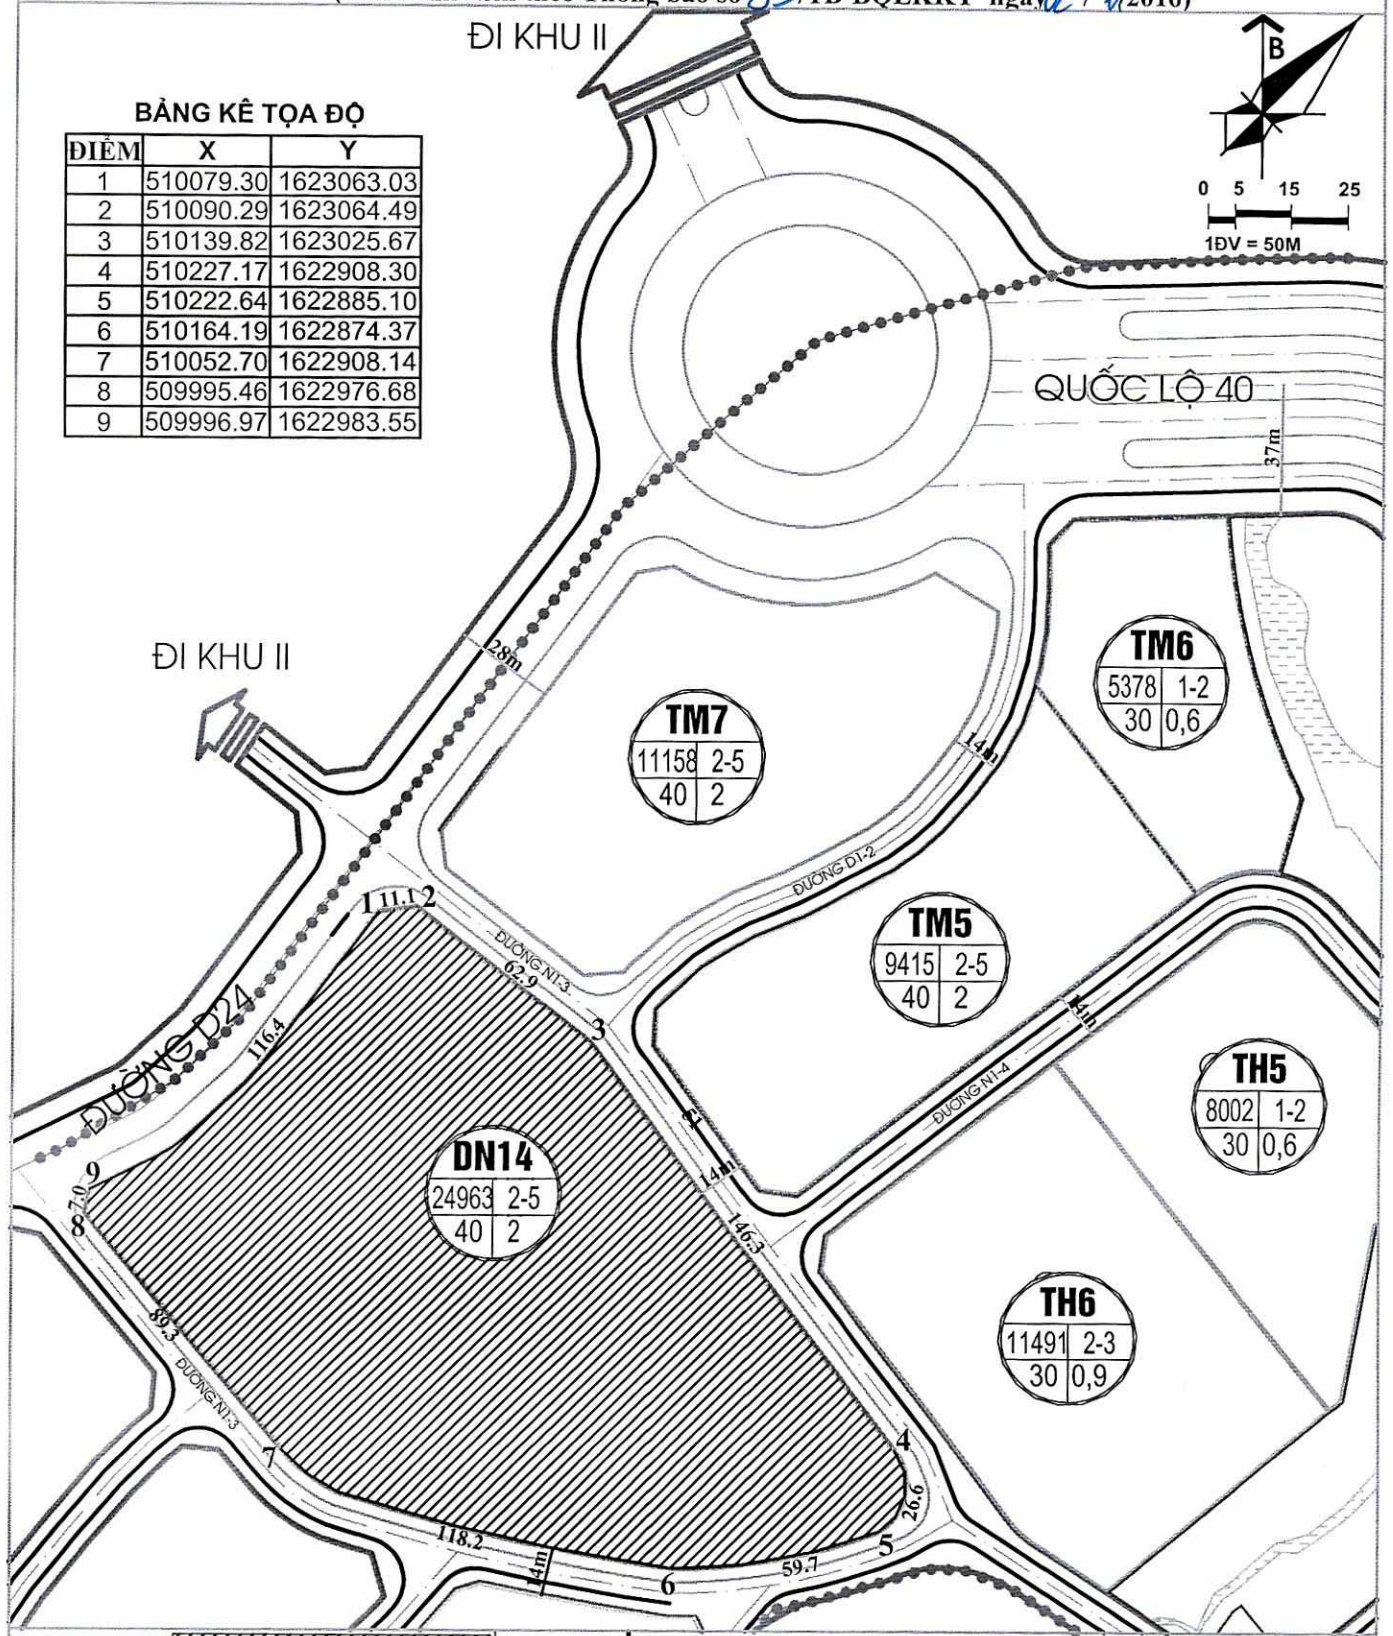 ĐI KHU II
B
0 5 15 25
1ĐV = 50M
BẢNG KÊ TỌA ĐỘ
ĐIỂM X Y
1 510079.30 1623063.03
2 510090.29 1623064.49
3 510139.82 1623025.67
4 510227.17 1622908.30
5 510222.64 1622885.10
6 510164.19 1622874.37
7 510052.70 1622908.14
8 509995.46 1622976.68
9 509996.97 1622983.55
QUỐC LỘ 40
37m
ĐI KHU II
28m
TM6
5378 1-2
30 0,6
TM7
11158 2-5
40 2
14m
ĐƯỜNG D1-2
1 11.1 2
ĐƯỜNG N1-3
62.9
3
TM5
9415 2-5
40 2
14m
ĐƯỜNG N1-4
ĐƯỜNG D24
116.4
TH5
8002 1-2
30 0,6
DN14
24963 2-5
40 2
14m
146.3
9
7.0
8
89.3
ĐƯỜNG N1-3
TH6
11491 2-3
30 0,9
7
4
26.6
5
118.2
14m
59.7
6